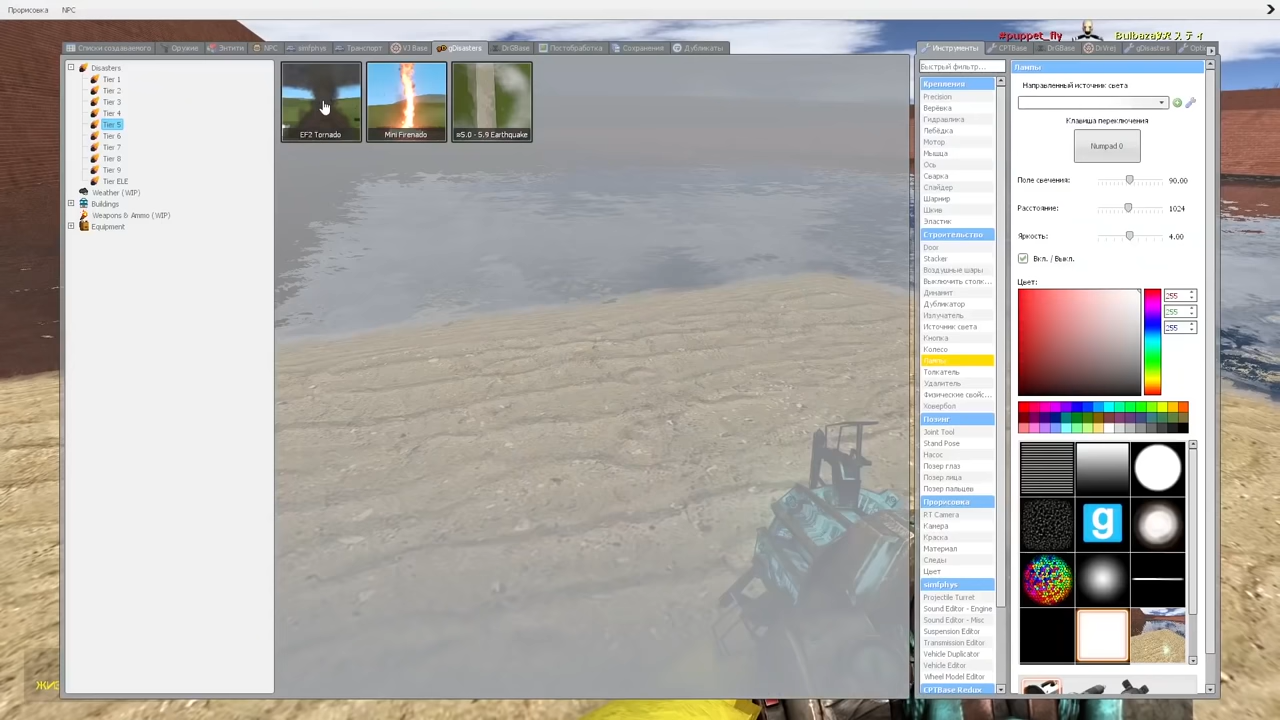 Прорисовка NPC
#puppet_fly
Списки создаваемого Оружие Энтити NPC simfphys Транспорт VJ Base gDisasters DrGBase Постобработка Сохранения Дубликаты
Disasters
Tier 1
Tier 2
Tier 3
Tier 4
Tier 5
Tier 6
Tier 7
Tier 8
Tier 9
Tier ELE
Weather (WIP)
Buildings
Weapons & Ammo (WIP)
Equipment
EF2 Tornado
Mini Firenado
≈5.0 - 5.9 Earthquake
Инструменты CPTBase DrGBase DrVrej gDisasters Opti
Быстрый фильтр...
Крепления
Precision
Верёвка
Гидравлика
Лебёдка
Мотор
Мышца
Ось
Сварка
Слайдер
Шарнир
Шкив
Эластик
Строительство
Door
Stacker
Воздушные шары
Выключить столк...
Динамит
Дубликатор
Излучатель
Источник света
Кнопка
Колесо
Лампы
Толкатель
Удалитель
Физические свойс...
Ховербол
Позинг
Joint Tool
Stand Pose
Насос
Позер глаз
Позер лица
Позер пальцев
Прорисовка
RT Camera
Камера
Краска
Материал
Следы
Цвет
simfphys
Projectile Turret
Sound Editor - Engine
Sound Editor - Misc
Suspension Editor
Transmission Editor
Vehicle Duplicator
Vehicle Editor
Wheel Model Editor
CPTBase Redux
Лампы
Направленный источник света
Клавиша переключения
Numpad 0
Поле свечения: 90.00
Расстояние: 1024
Яркость: 4.00
Вкл. / Выкл.
Цвет:
255
255
255
g